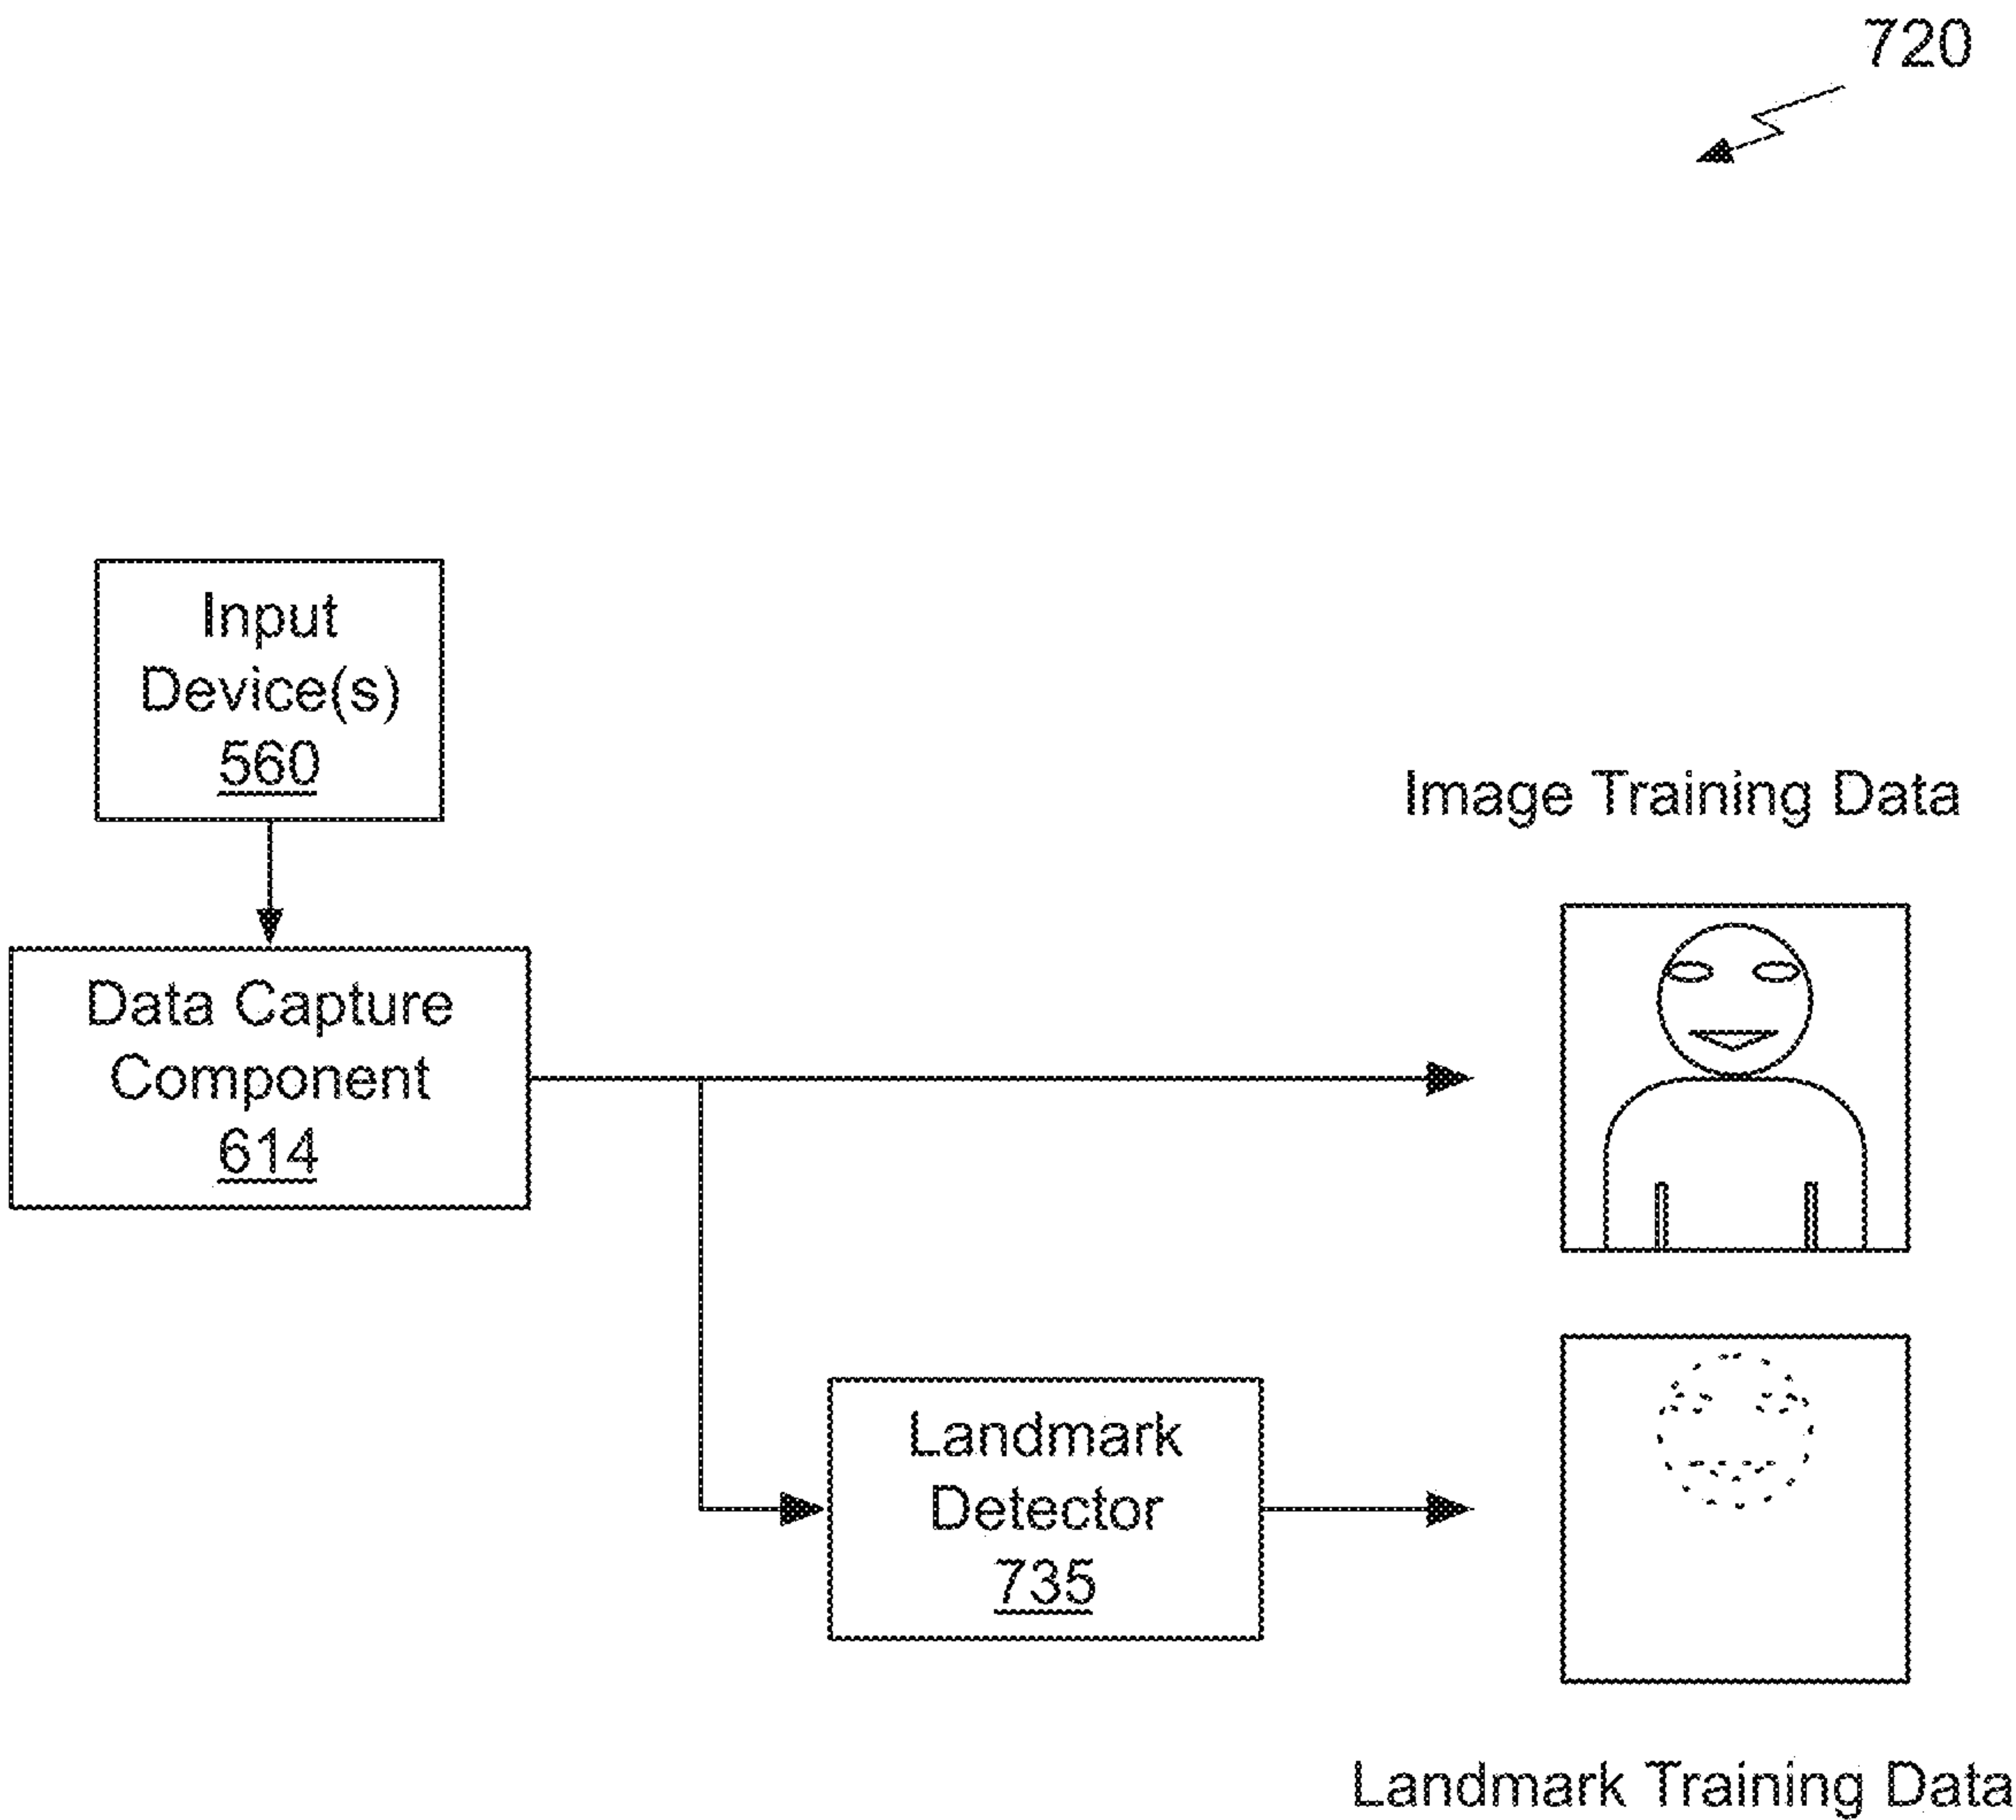 720
Input
Device(s)
560
Image Training Data
Data Capture
Component
614
Landmark
Detector
735
Landmark Training Data